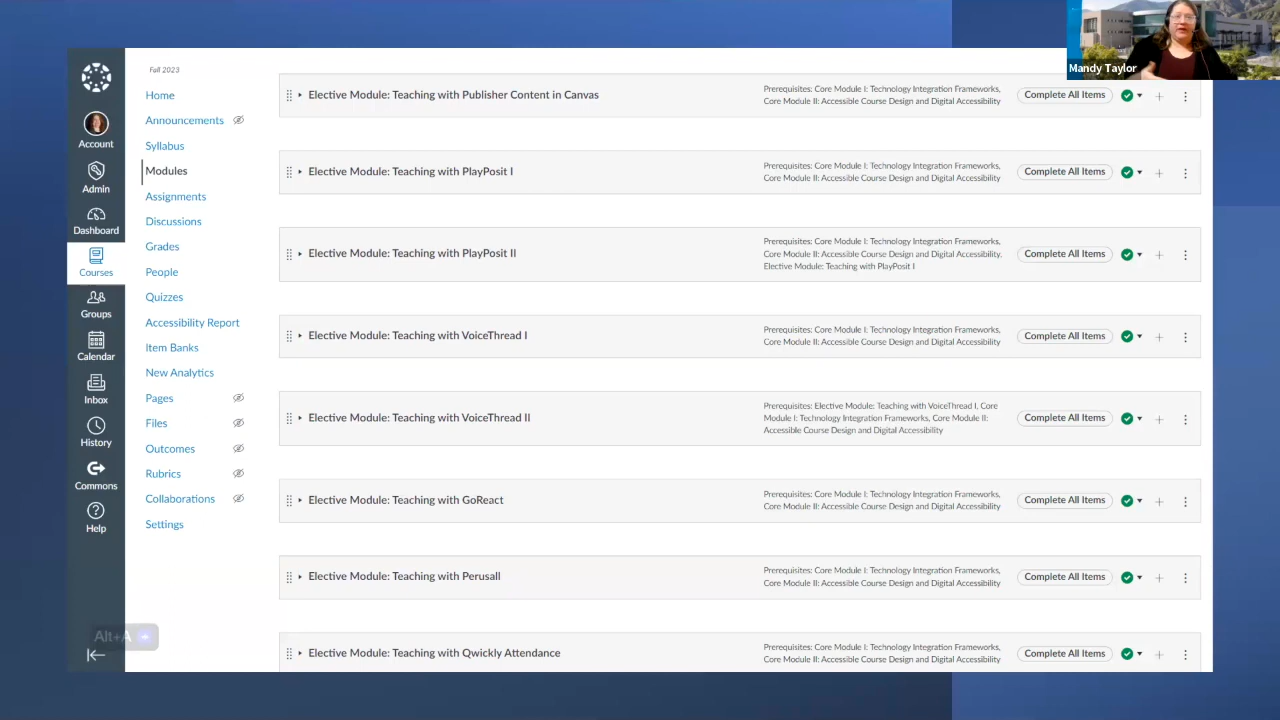 Mandy Taylor
Account
Admin
Dashboard
Courses
Groups
Calendar
Inbox
History
Commons
Help
Alt+A
Fall 2023
Home
Announcements
Syllabus
Modules
Assignments
Discussions
Grades
People
Quizzes
Accessibility Report
Item Banks
New Analytics
Pages
Files
Outcomes
Rubrics
Collaborations
Settings
Elective Module: Teaching with Publisher Content in Canvas
Prerequisites: Core Module I: Technology Integration Frameworks,
Core Module II: Accessible Course Design and Digital Accessibility
Complete All Items
Elective Module: Teaching with PlayPosit I
Prerequisites: Core Module I: Technology Integration Frameworks,
Core Module II: Accessible Course Design and Digital Accessibility
Complete All Items
Elective Module: Teaching with PlayPosit II
Prerequisites: Core Module I: Technology Integration Frameworks,
Core Module II: Accessible Course Design and Digital Accessibility,
Elective Module: Teaching with PlayPosit I
Complete All Items
Elective Module: Teaching with VoiceThread I
Prerequisites: Core Module I: Technology Integration Frameworks,
Core Module II: Accessible Course Design and Digital Accessibility
Complete All Items
Elective Module: Teaching with VoiceThread II
Prerequisites: Elective Module: Teaching with VoiceThread I, Core
Module I: Technology Integration Frameworks, Core Module II:
Accessible Course Design and Digital Accessibility
Complete All Items
Elective Module: Teaching with GoReact
Prerequisites: Core Module I: Technology Integration Frameworks,
Core Module II: Accessible Course Design and Digital Accessibility
Complete All Items
Elective Module: Teaching with Perusall
Prerequisites: Core Module I: Technology Integration Frameworks,
Core Module II: Accessible Course Design and Digital Accessibility
Complete All Items
Elective Module: Teaching with Qwickly Attendance
Prerequisites: Core Module I: Technology Integration Frameworks,
Core Module II: Accessible Course Design and Digital Accessibility
Complete All Items